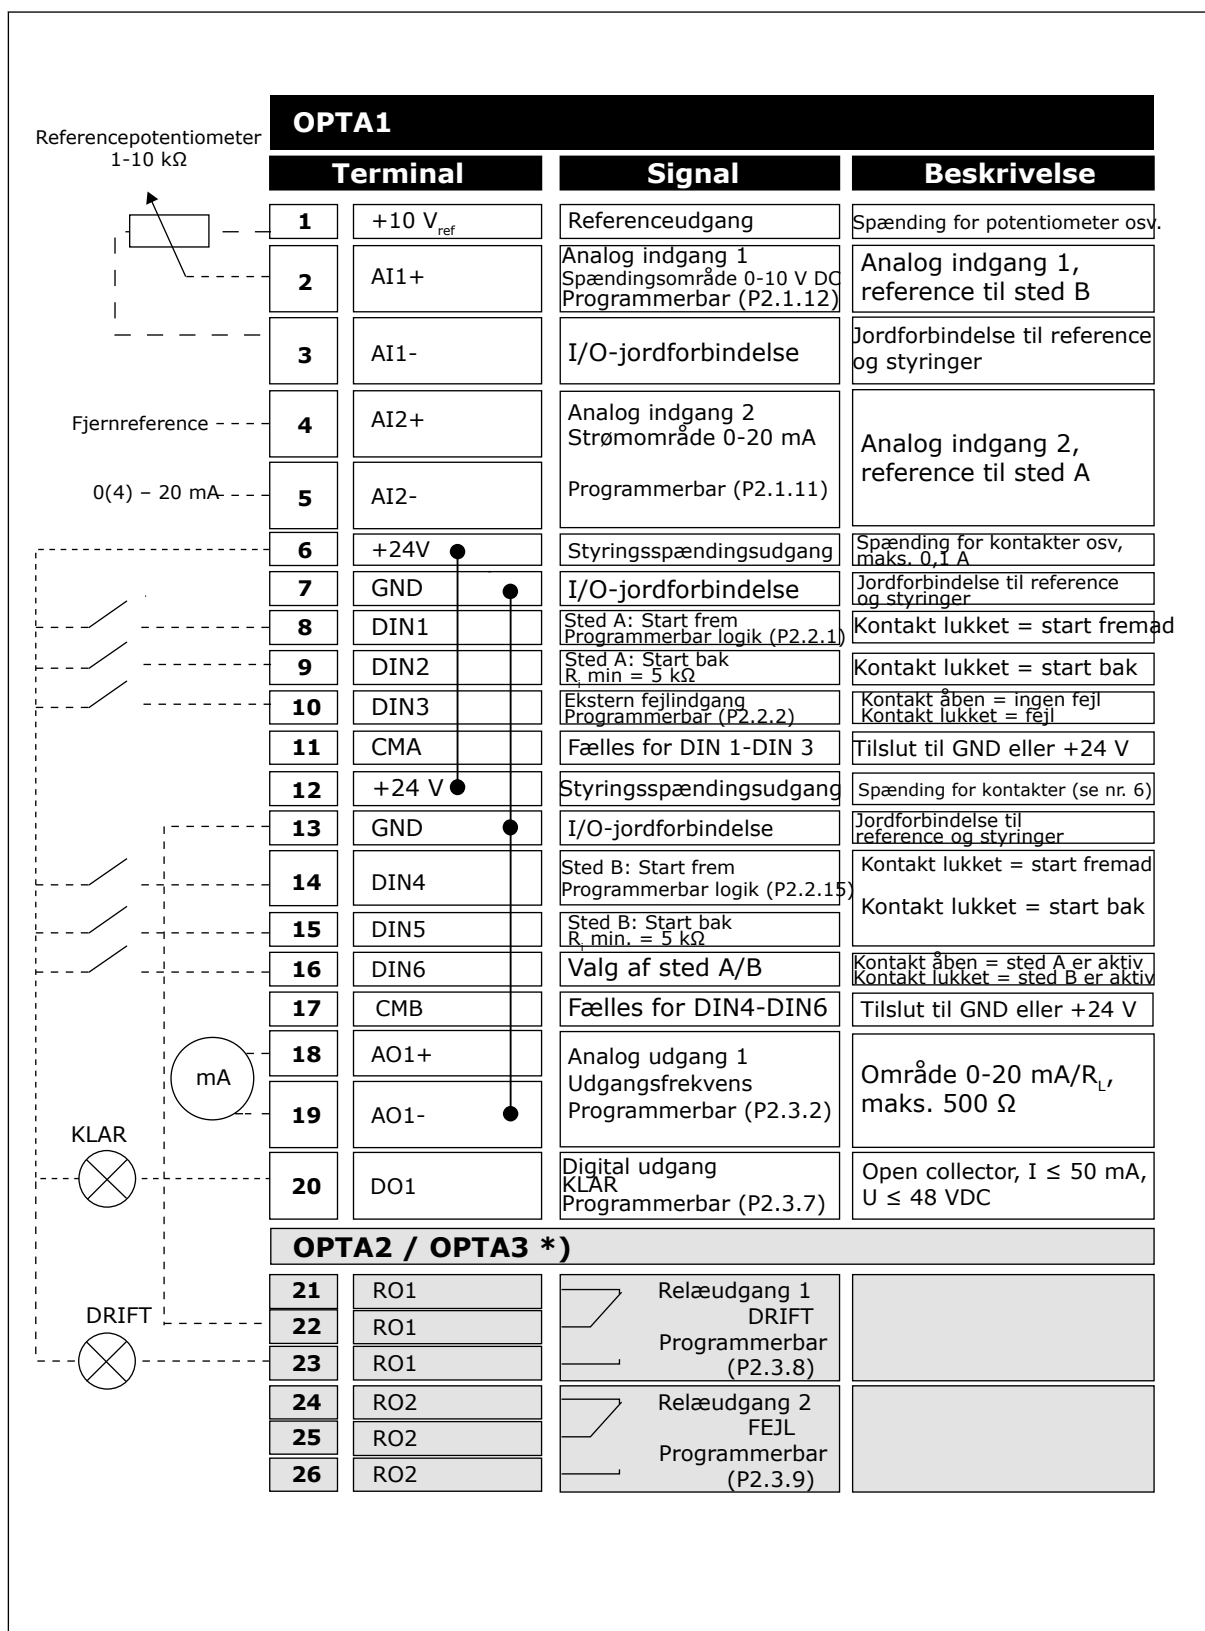 OPTA1
Referencepotentiometer
1-10 kΩ
Terminal Signal Beskrivelse
1 +10 Vref Referenceudgang Spænding for potentiometer osv.
2 AI1+ Analog indgang 1
Spændingsområde 0-10 V DC
Programmerbar (P2.1.12)
Analog indgang 1,
reference til sted B
3 AI1- I/O-jordforbindelse
Jordforbindelse til reference
og styringer
Fjernreference 4 AI2+
0(4) – 20 mA 5 AI2-
Analog indgang 2
Strømområde 0-20 mA
Programmerbar (P2.1.11)
Analog indgang 2,
reference til sted A
6 +24V Styringsspændingsudgang
Spænding for kontakter osv,
maks. 0,1 A
7 GND I/O-jordforbindelse
Jordforbindelse til reference
og styringer
8 DIN1 Sted A: Start frem
Programmerbar logik (P2.2.1)
Kontakt lukket = start fremad
9 DIN2 Sted A: Start bak
Ri min = 5 kΩ
Kontakt lukket = start bak
10 DIN3 Ekstern fejlindgang
Programmerbar (P2.2.2)
Kontakt åben = ingen fejl
Kontakt lukket = fejl
11 CMA Fælles for DIN 1-DIN 3 Tilslut til GND eller +24 V
12 +24 V Styringsspændingsudgang Spænding for kontakter (se nr. 6)
13 GND I/O-jordforbindelse
Jordforbindelse til
reference og styringer
14 DIN4 Sted B: Start frem
Programmerbar logik (P2.2.15)
Kontakt lukket = start fremad
Kontakt lukket = start bak
15 DIN5 Sted B: Start bak
Ri min. = 5 kΩ
16 DIN6 Valg af sted A/B
Kontakt åben = sted A er aktiv
Kontakt lukket = sted B er aktiv
17 CMB Fælles for DIN4-DIN6 Tilslut til GND eller +24 V
mA
18 AO1+
19 AO1-
Analog udgang 1
Udgangsfrekvens
Programmerbar (P2.3.2)
Område 0-20 mA/RL,
maks. 500 Ω
KLAR
20 DO1 Digital udgang
KLAR
Programmerbar (P2.3.7)
Open collector, I ≤ 50 mA,
U ≤ 48 VDC
OPTA2 / OPTA3 *)
DRIFT
21 RO1
22 RO1
23 RO1
Relæudgang 1
DRIFT
Programmerbar
(P2.3.8)
24 RO2
25 RO2
26 RO2
Relæudgang 2
FEJL
Programmerbar
(P2.3.9)